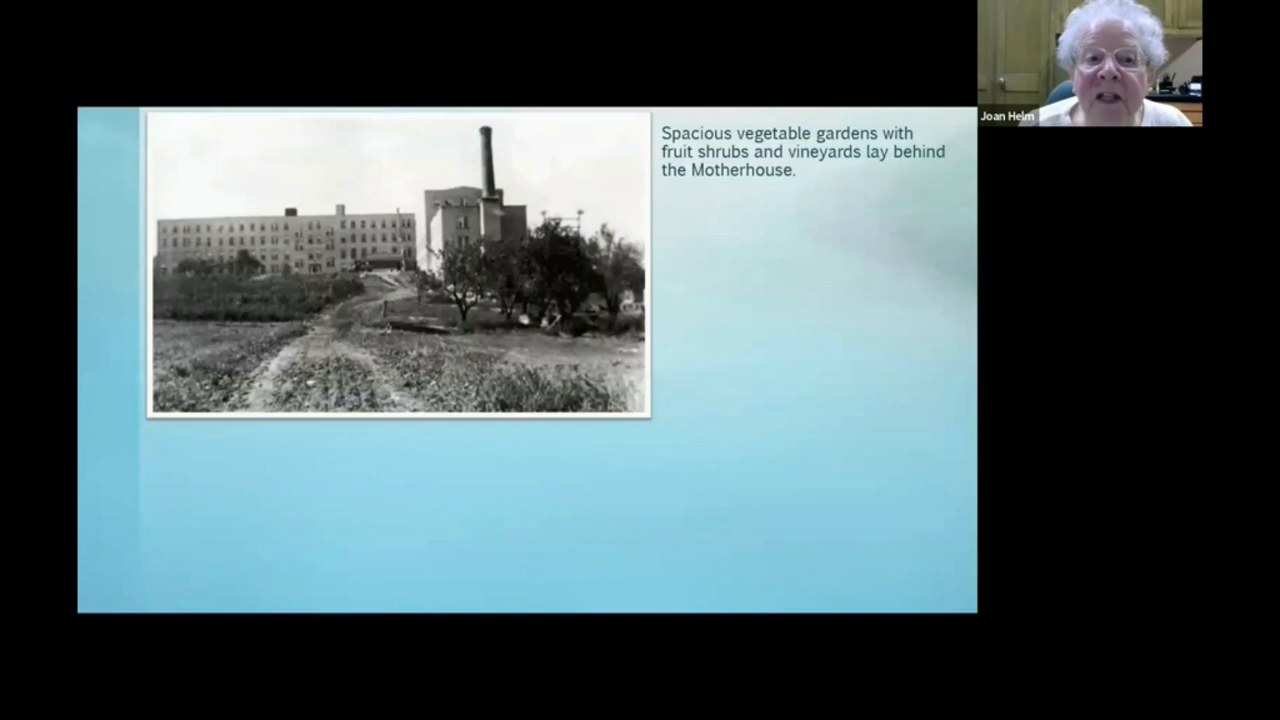 Spacious vegetable gardens with
fruit shrubs and vineyards lay behind
the Motherhouse.
Joan Helm